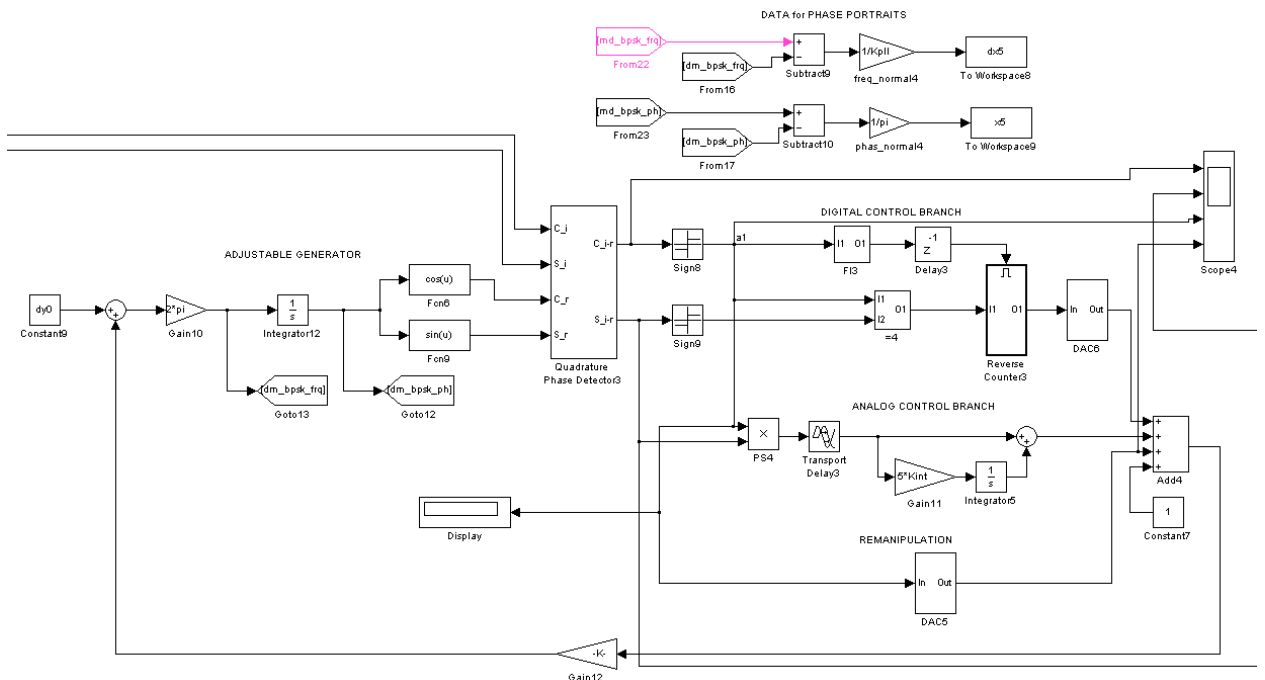 DATA for PHASE PORTRAITS
[md_bpsk_frq]
From22
[dm_bpsk_frq]
From16
+
−
Subtract9
1/Kpll
freq_normal4
dx5
To Workspace8
[md_bpsk_ph]
From23
[dm_bpsk_ph]
From17
+
−
Subtract10
1/pi
phas_normal4
x5
To Workspace9
Scope4
ADJUSTABLE GENERATOR
dy0
Constant9
+
+
2*pi
Gain10
1
s
Integrator12
cos(u)
Fcn6
sin(u)
Fcn9
[dm_bpsk_frq]
Goto13
[dm_bpsk_ph]
Goto12
C_i
S_i
C_r
S_r
C_i-r
S_i-r
Quadrature
Phase Detector3
DIGITAL CONTROL BRANCH
Sign8
a1
I1 O1
FI3
-1
Z
Delay3
Sign9
I1
I2
O1
=4
I1 O1
Reverse
Counter3
In Out
DAC6
ANALOG CONTROL BRANCH
×
PS4
Transport
Delay3
5*Kint
Gain11
1
s
Integrator5
+
+
+
+
+
+
Add4
1
Constant7
Display
REMANIPULATION
In Out
DAC5
-K-
Gain12